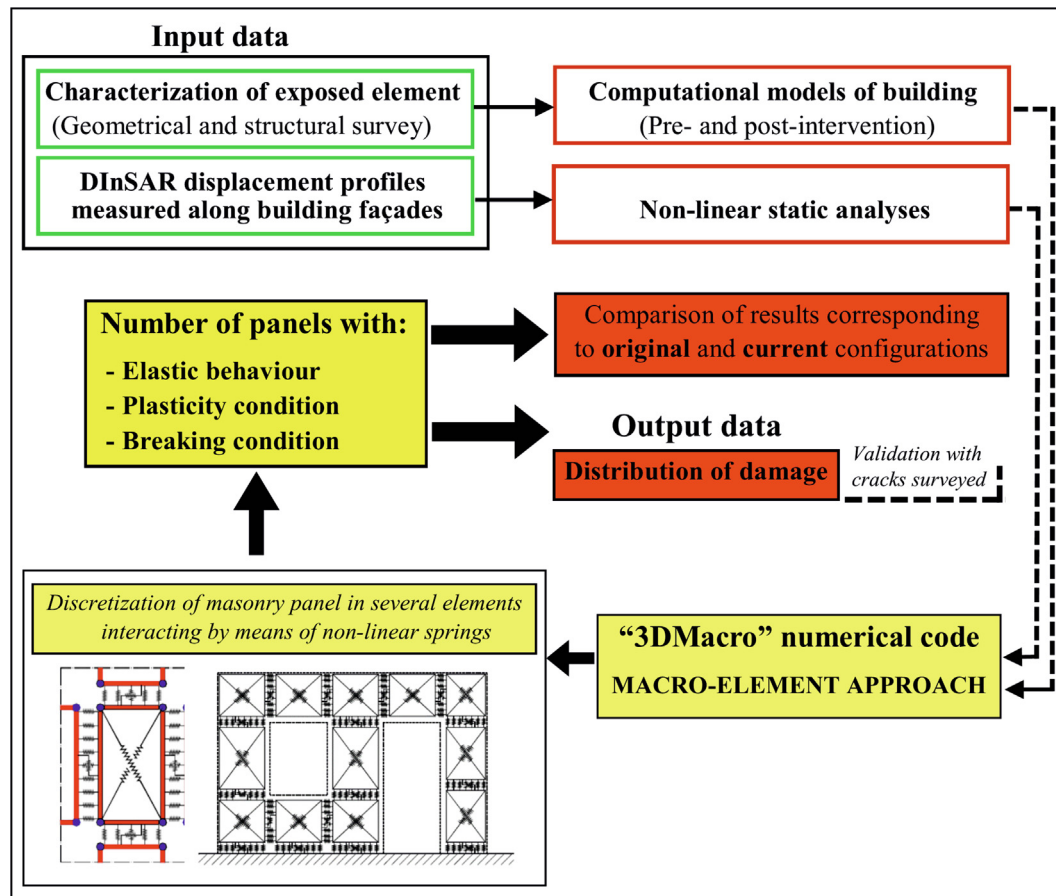 Input data
Characterization of exposed element
(Geometrical and structural survey)
DInSAR displacement profiles
measured along building façades
Computational models of building
(Pre- and post-intervention)
Non-linear static analyses
Number of panels with:
- Elastic behaviour
- Plasticity condition
- Breaking condition
Comparison of results corresponding
to original and current configurations
Output data
Distribution of damage
Validation with
cracks surveyed
Discretization of masonry panel in several elements
interacting by means of non-linear springs
“3DMacro” numerical code
MACRO-ELEMENT APPROACH